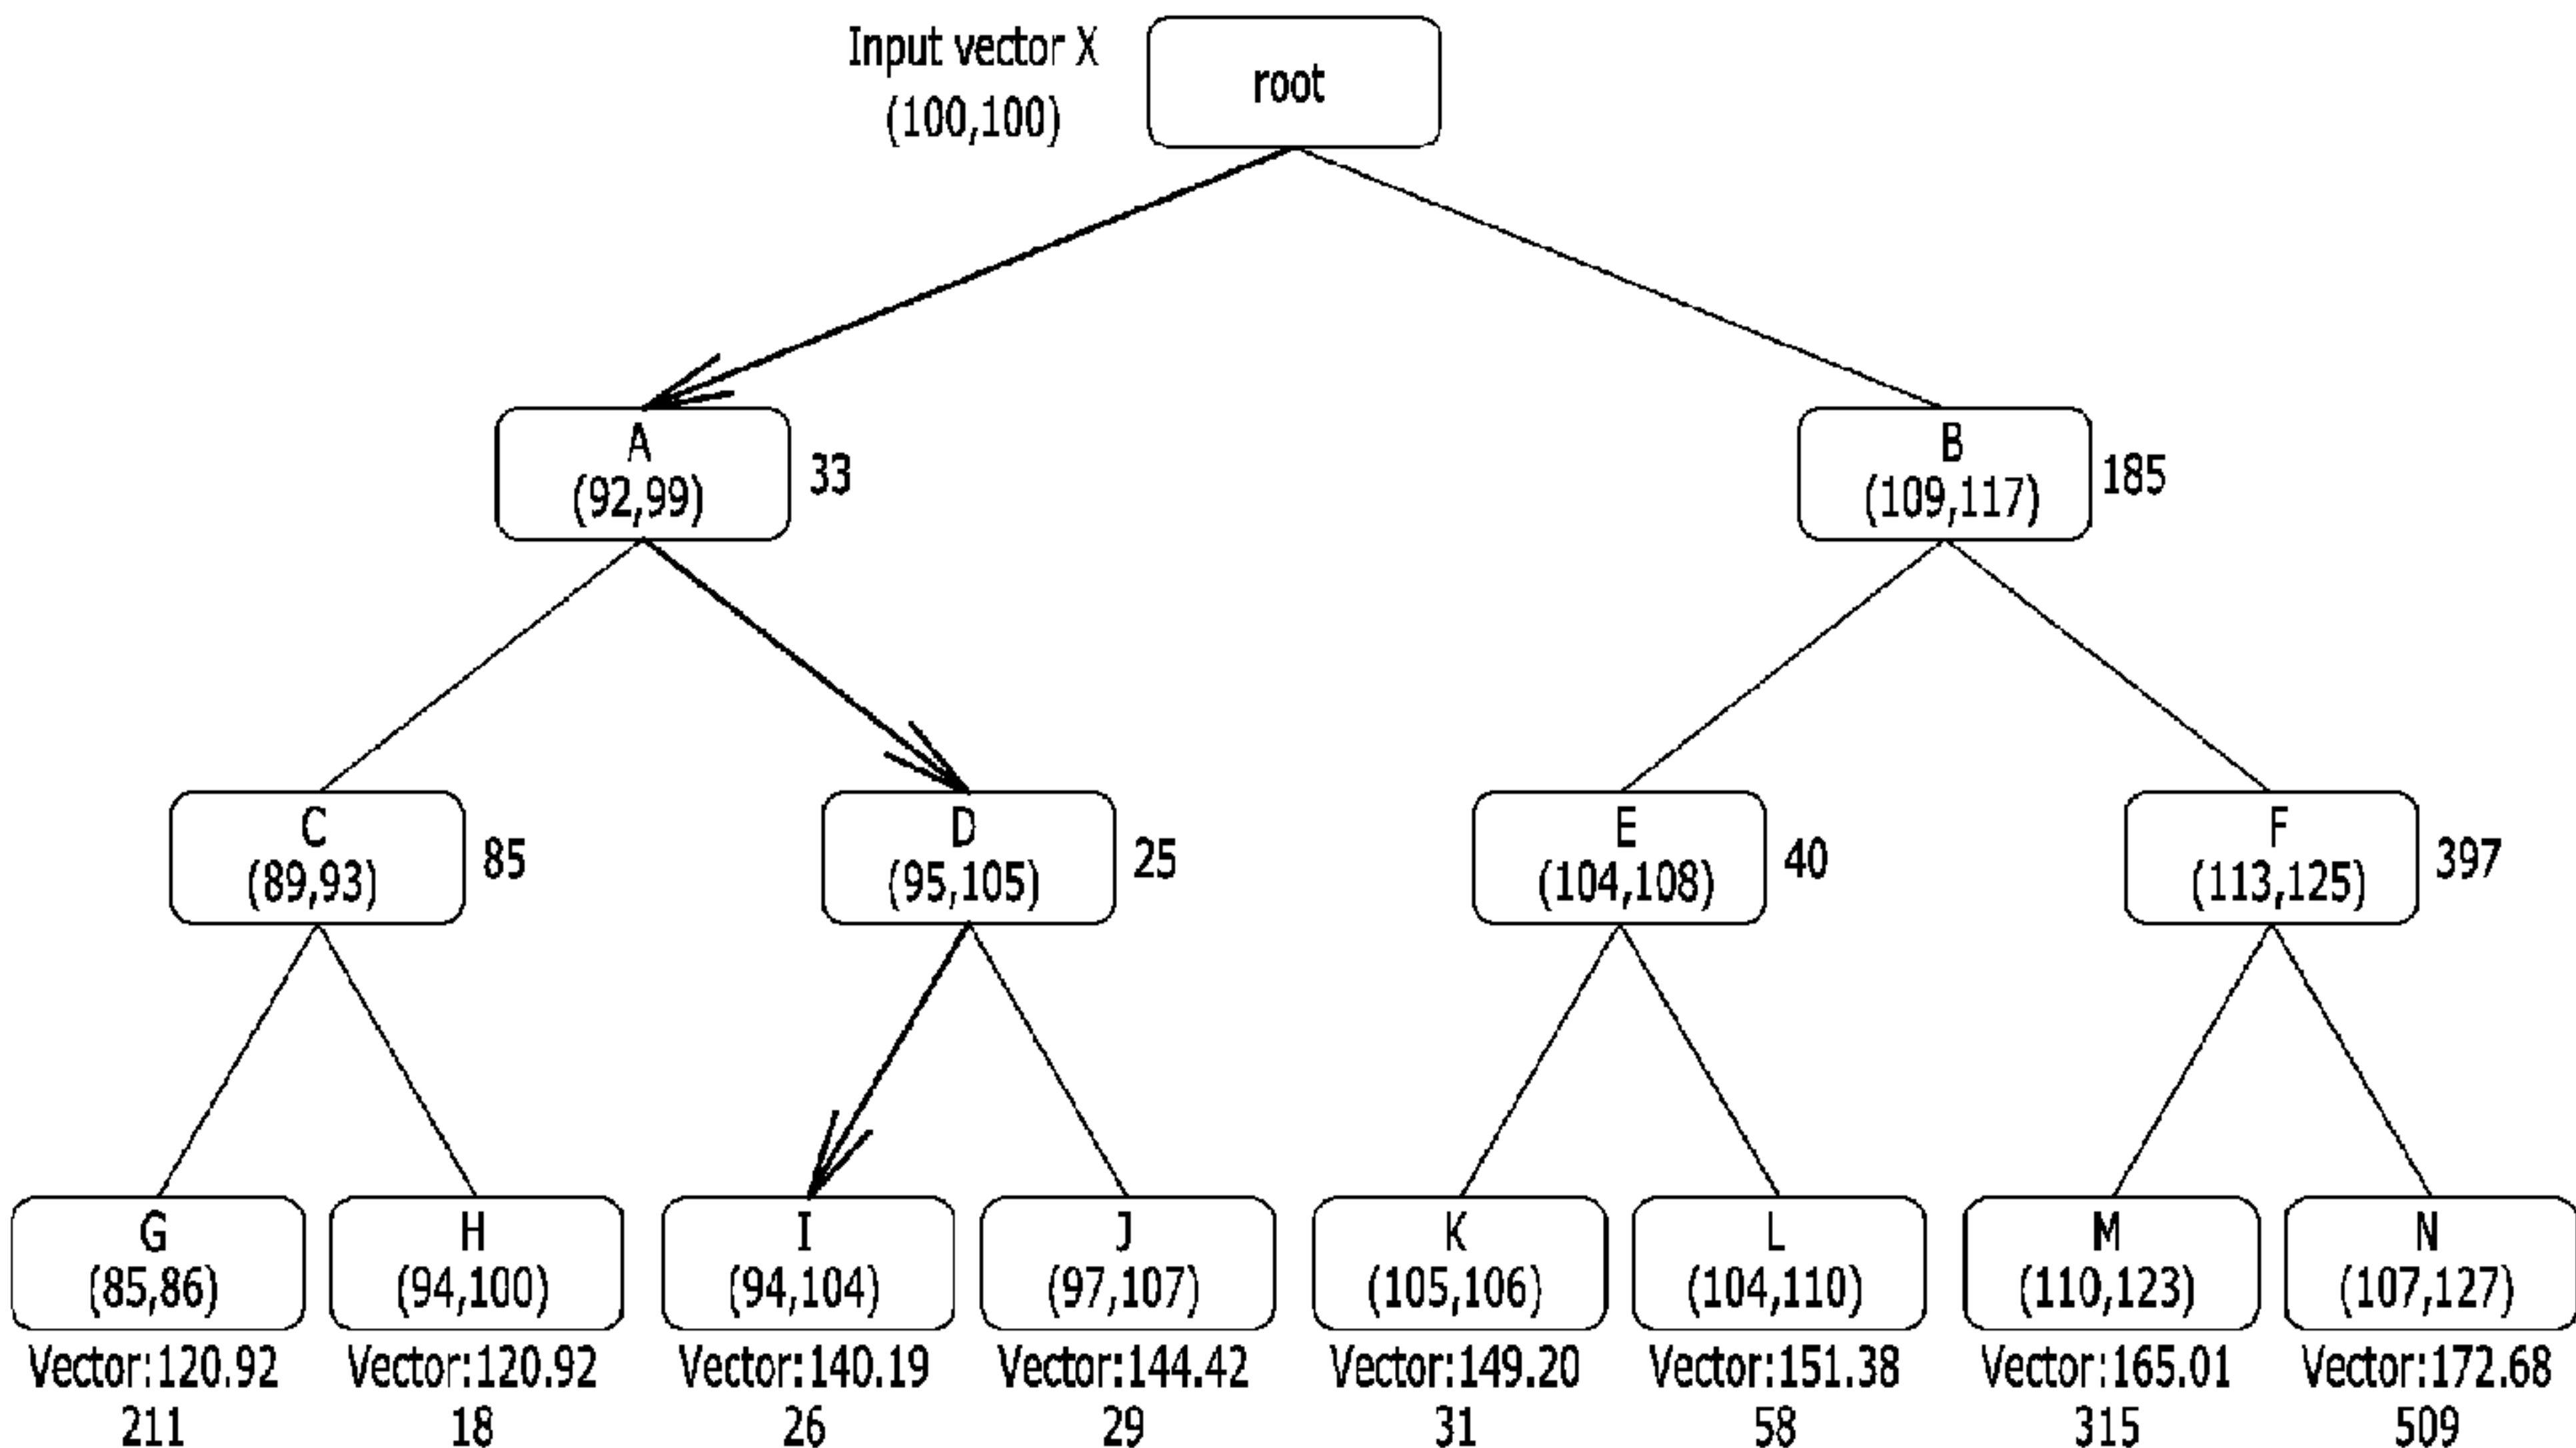 Input vector X
(100,100)
root
A
(92,99)
33
B
(109,117)
185
C
(89,93)
85
D
(95,105)
25
E
(104,108)
40
F
(113,125)
397
G
(85,86)
Vector:120.92
211
H
(94,100)
Vector:120.92
18
I
(94,104)
Vector:140.19
26
J
(97,107)
Vector:144.42
29
K
(105,106)
Vector:149.20
31
L
(104,110)
Vector:151.38
58
M
(110,123)
Vector:165.01
315
N
(107,127)
Vector:172.68
509